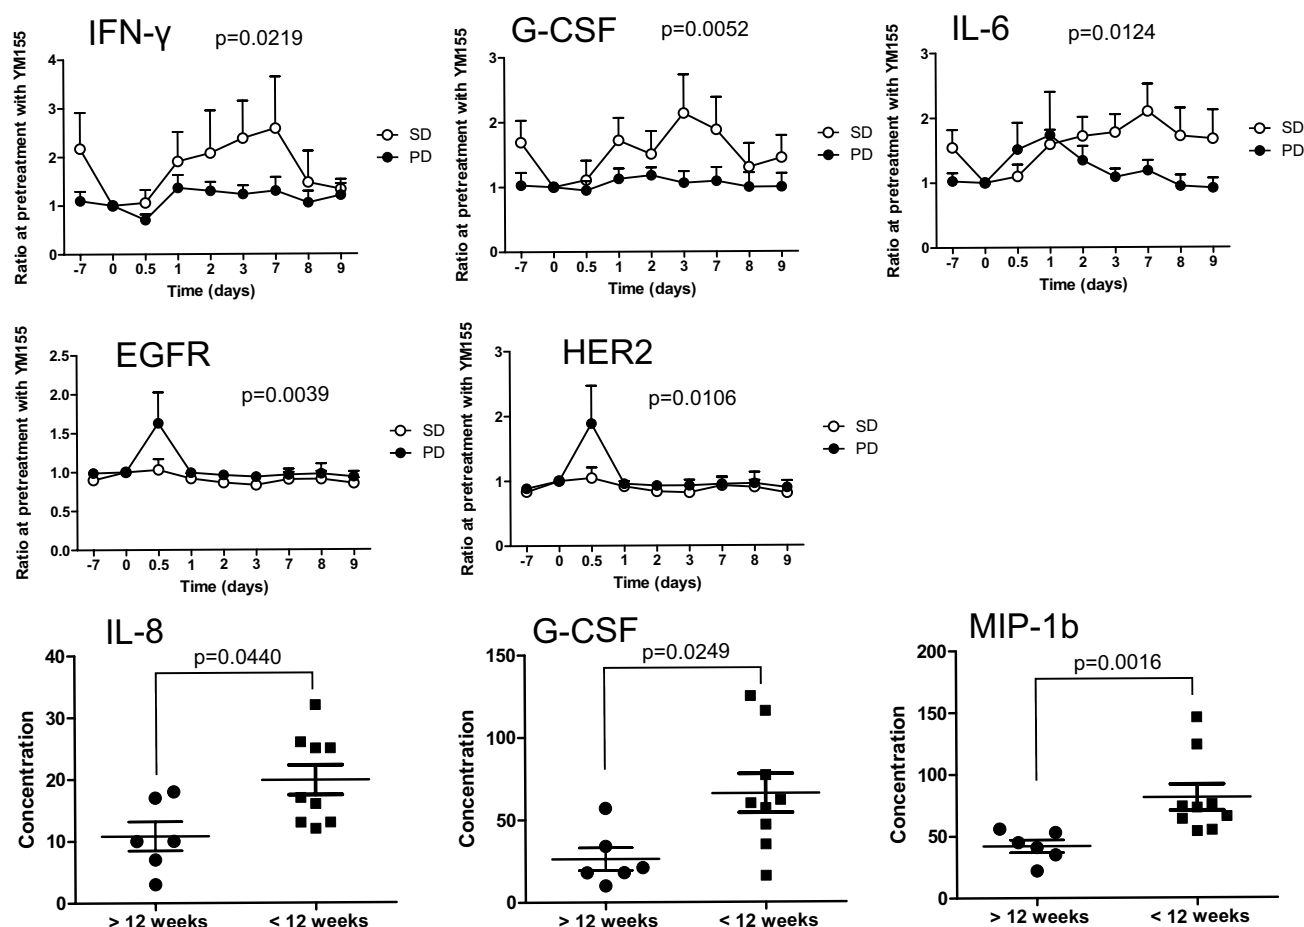 IFN-γ
p=0.0219
Ratio at pretreatment with YM155
4
3
2
1
0
-7 0 0.5 1 2 3 7 8 9
Time (days)
SD
PD
G-CSF
p=0.0052
Ratio at pretreatment with YM155
3
2
1
0
-7 0 0.5 1 2 3 7 8 9
Time (days)
SD
PD
IL-6
p=0.0124
Ratio at pretreatment with YM155
3
2
1
0
-7 0 0.5 1 2 3 7 8 9
Time (days)
SD
PD
EGFR
p=0.0039
Ratio at pretreatment with YM155
2.5
2.0
1.5
1.0
0.5
0.0
-7 0 0.5 1 2 3 7 8 9
Time (days)
SD
PD
HER2
p=0.0106
Ratio at pretreatment with YM155
3
2
1
0
-7 0 0.5 1 2 3 7 8 9
Time (days)
SD
PD
IL-8
p=0.0440
Concentration
40
30
20
10
0
> 12 weeks < 12 weeks
G-CSF
p=0.0249
Concentration
150
100
50
0
> 12 weeks < 12 weeks
MIP-1b
p=0.0016
Concentration
200
150
100
50
0
> 12 weeks < 12 weeks